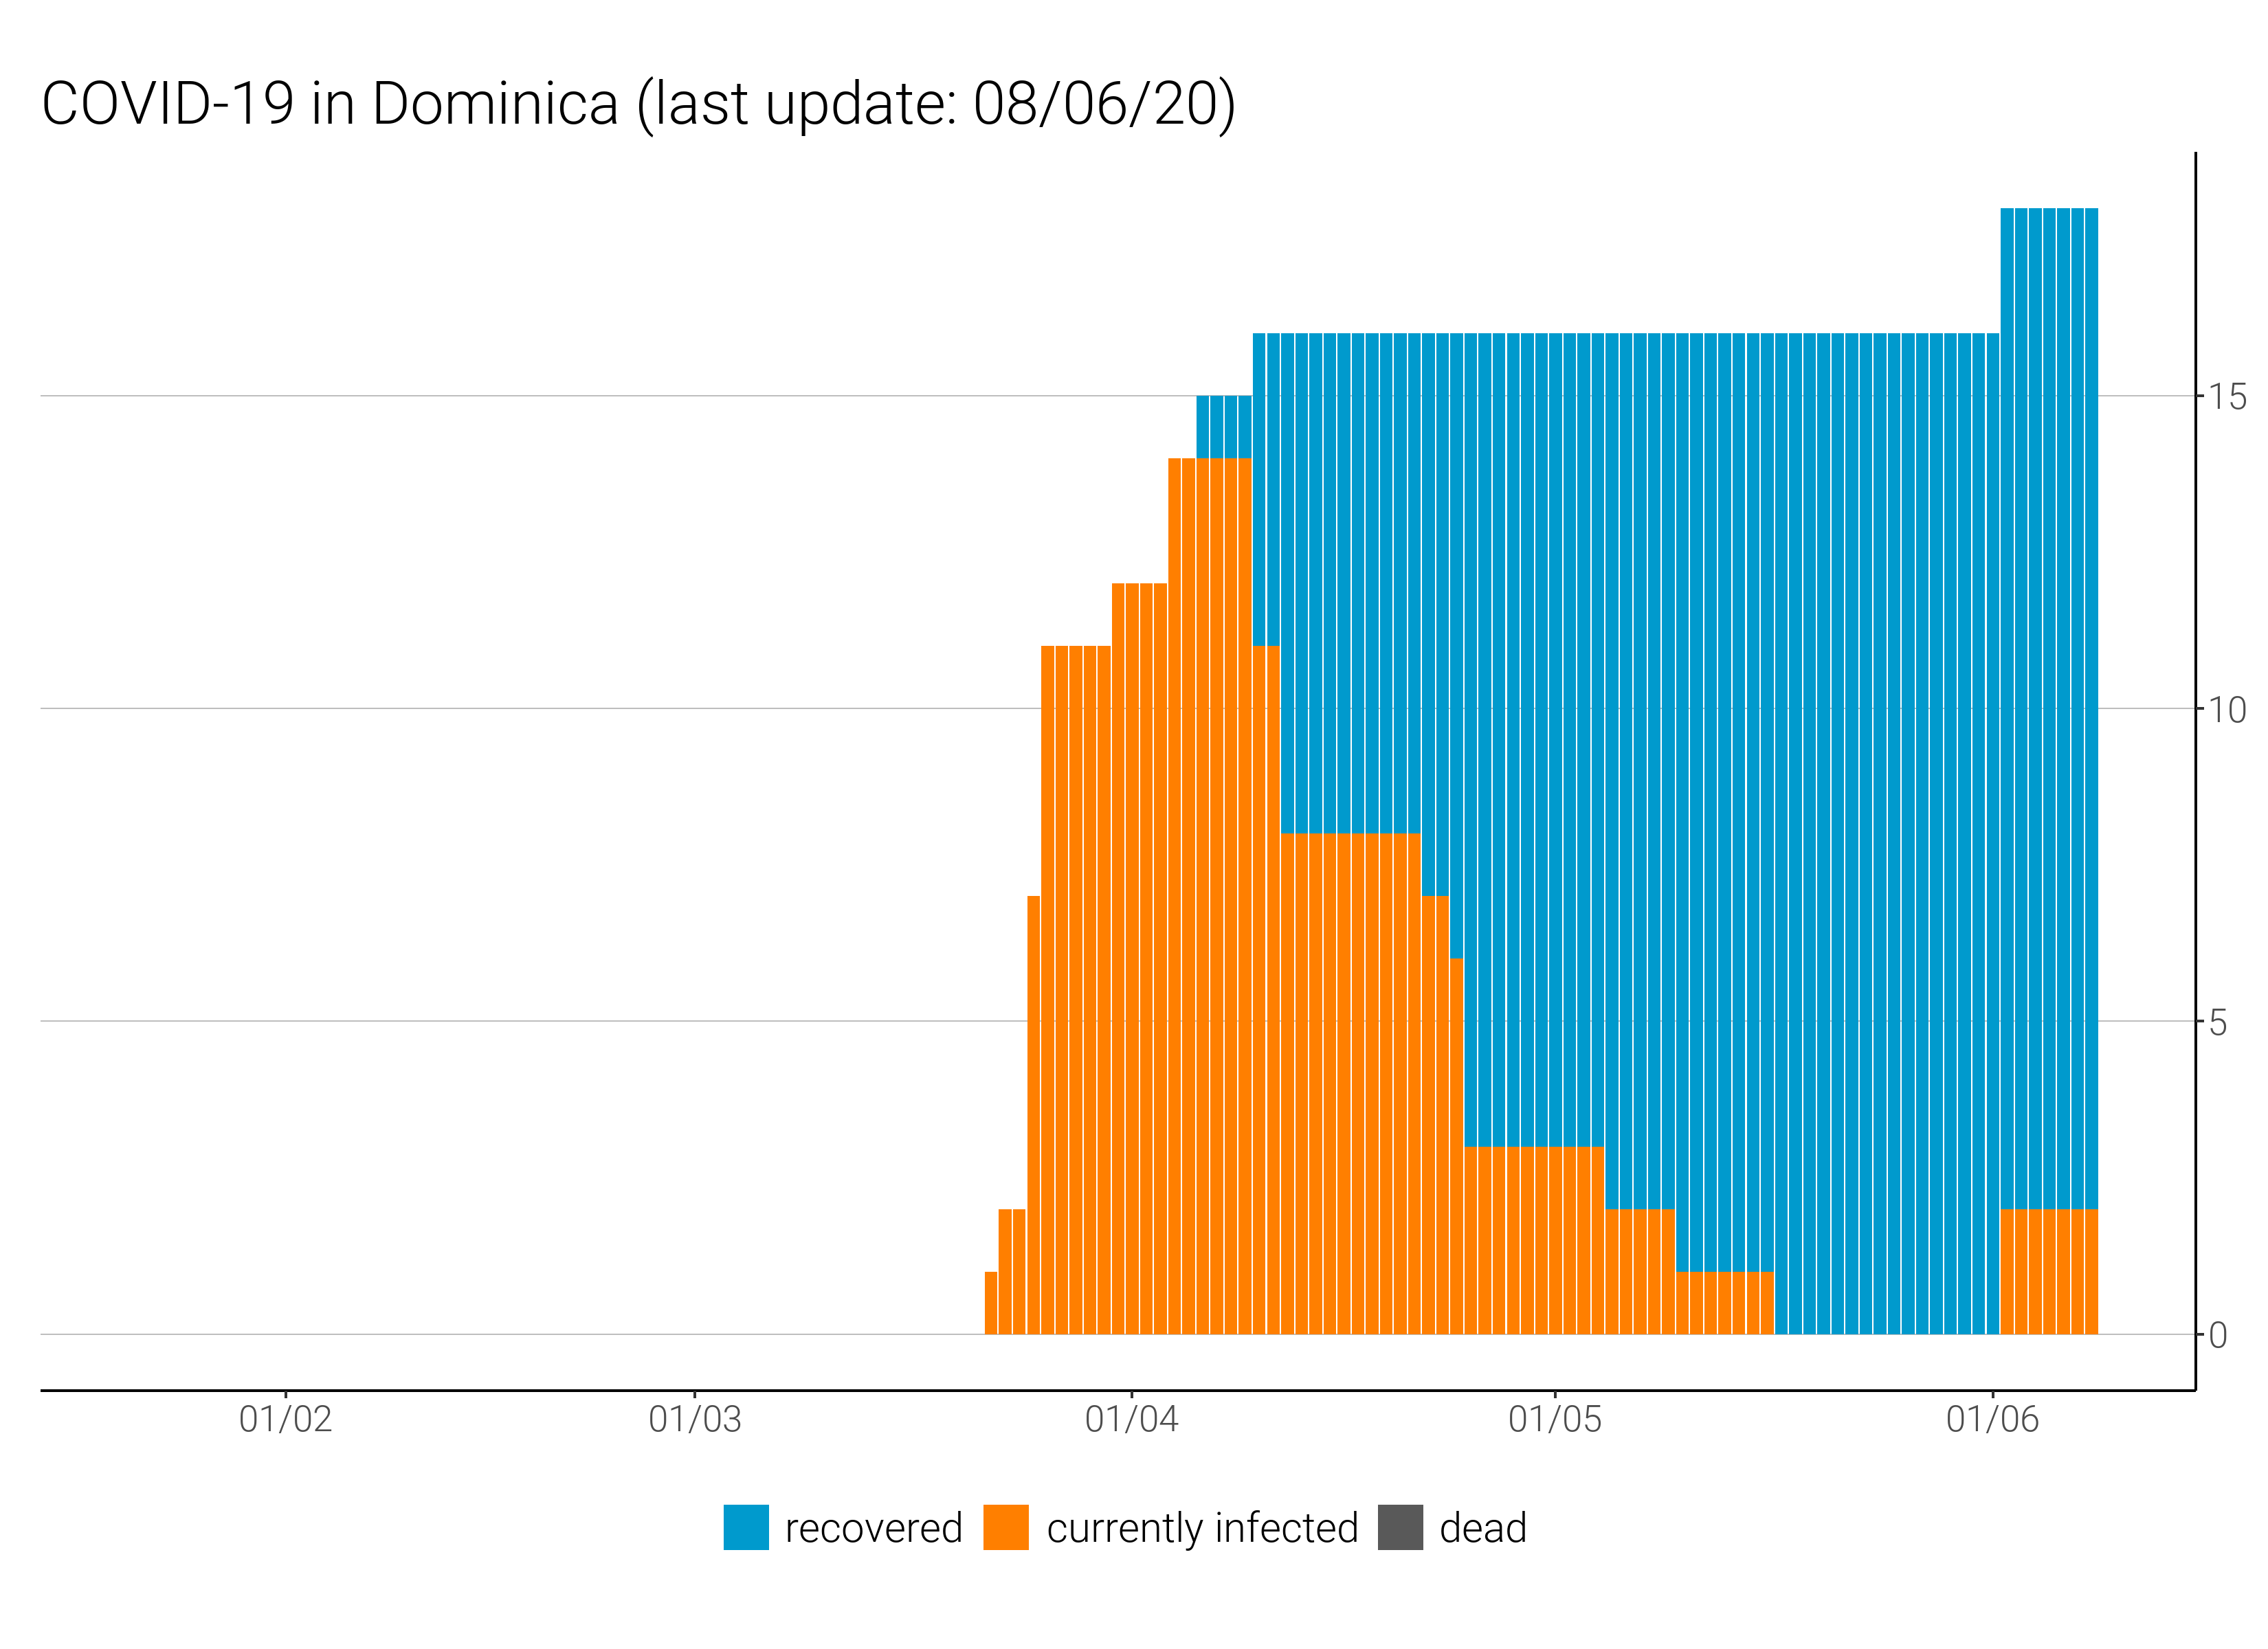 COVID-19 in Dominica (last update: 08/06/20)
15
10
5
0
01/02 01/03 01/04 01/05 01/06
recovered currently infected dead